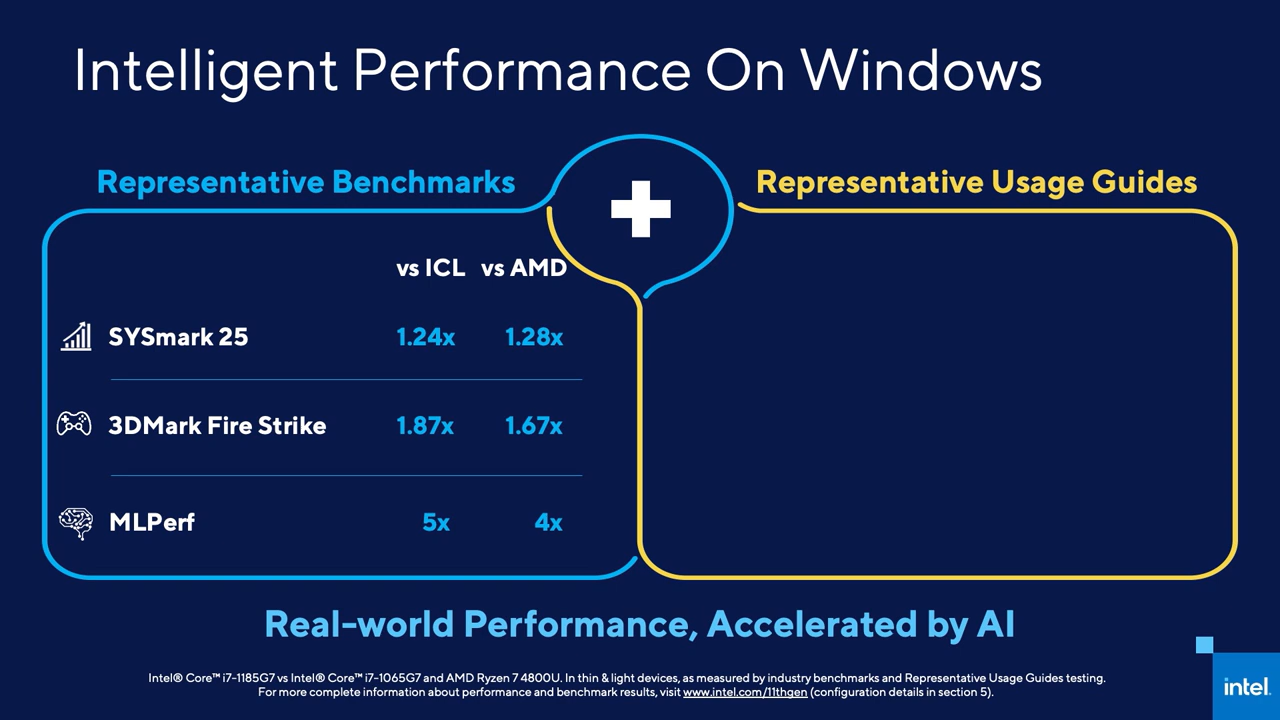 Intelligent Performance On Windows
Representative Benchmarks
Representative Usage Guides
vs ICL vs AMD
SYSmark 25 1.24x 1.28x
3DMark Fire Strike 1.87x 1.67x
MLPerf 5x 4x
Real-world Performance, Accelerated by AI
Intel® Core™ i7-1185G7 vs Intel® Core™ i7-1065G7 and AMD Ryzen 7 4800U. In thin & light devices, as measured by industry benchmarks and Representative Usage Guides testing.
For more complete information about performance and benchmark results, visit www.intel.com/11thgen (configuration details in section 5).
intel.